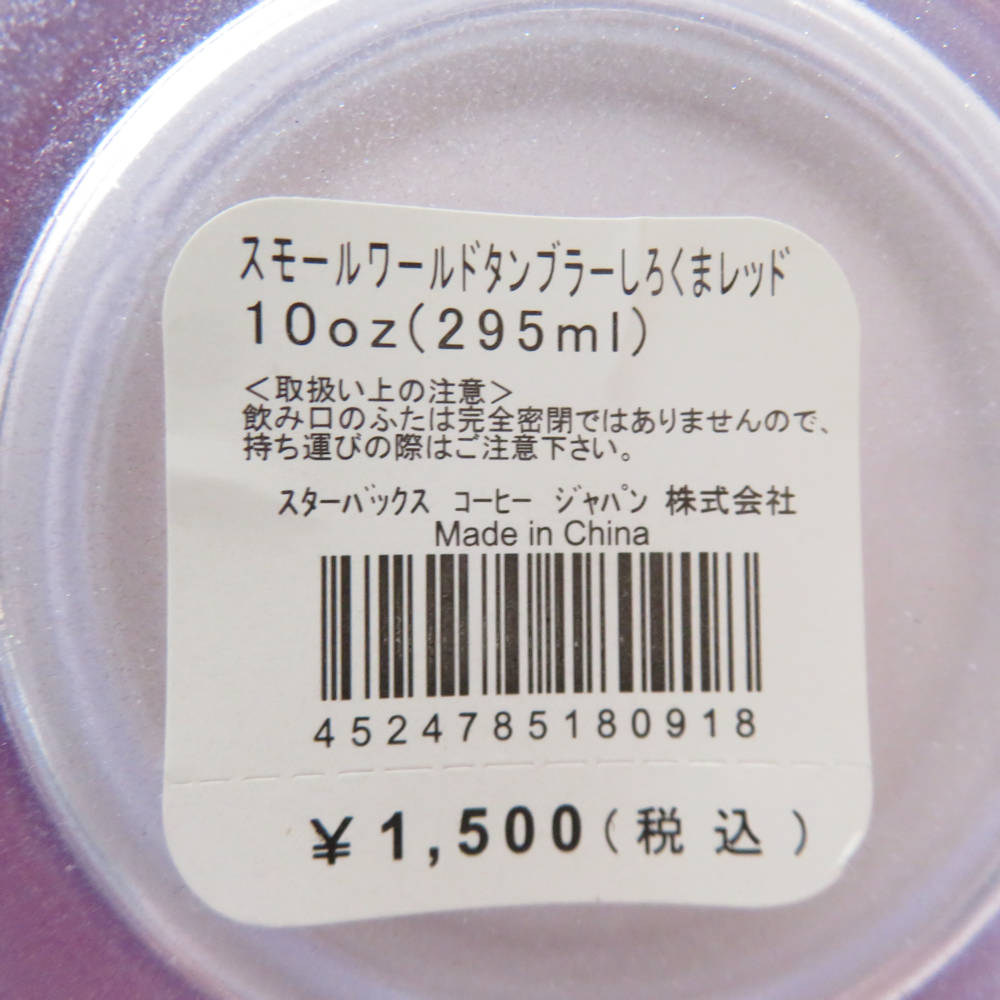 スモールワールドタンブラーしろくまレッド
10oz(295ml)
＜取扱い上の注意＞
飲み口のふたは完全密閉ではありませんので、
持ち運びの際はご注意下さい。
スターバックス コーヒー ジャパン 株式会社
Made in China
4524785180918
¥1,500(税込)